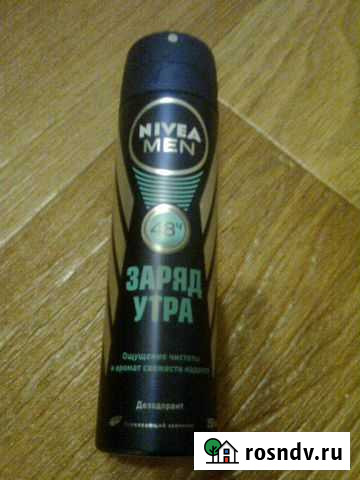 NIVEA
MEN
48ч
ЗАРЯД
УТРА
Ощущение чистоты
и аромат свежести надолго
Дезодорант
rosndv.ru